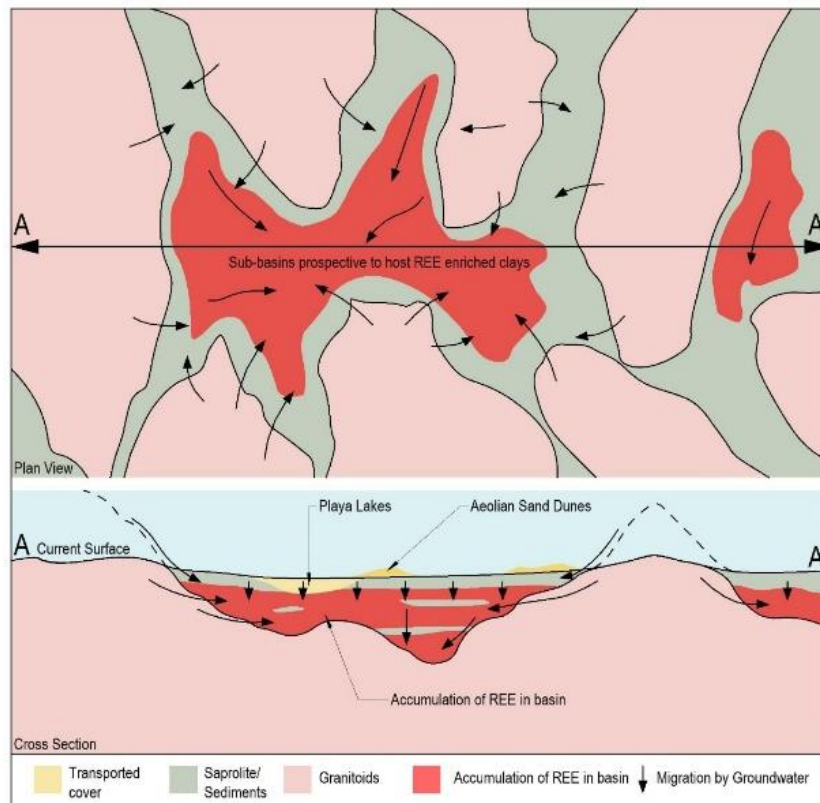 A
A
Sub-basins prospective to host REE enriched clays
Plan View
Playa Lakes
Aeolian Sand Dunes
A
Current Surface
A
Accumulation of REE in basin
Cross Section
Transported
cover
Saprolite/
Sediments
Granitoids
Accumulation of REE in basin
Migration by Groundwater